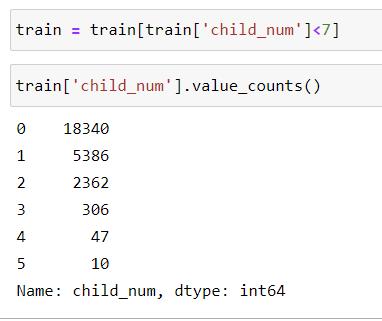 train = train[train['child_num']<7]
train['child_num'].value_counts()
0    18340
1     5386
2     2362
3      306
4       47
5       10
Name: child_num, dtype: int64